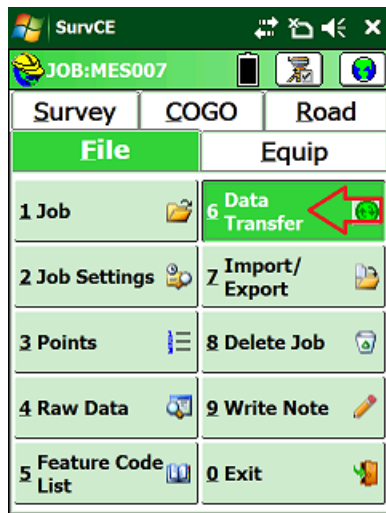 SurvCE
JOB:MES007
Survey COGO Road
File Equip
1 Job
6 Data
Transfer
2 Job Settings
7 Import/
Export
3 Points
8 Delete Job
4 Raw Data
9 Write Note
5 Feature Code
List
0 Exit